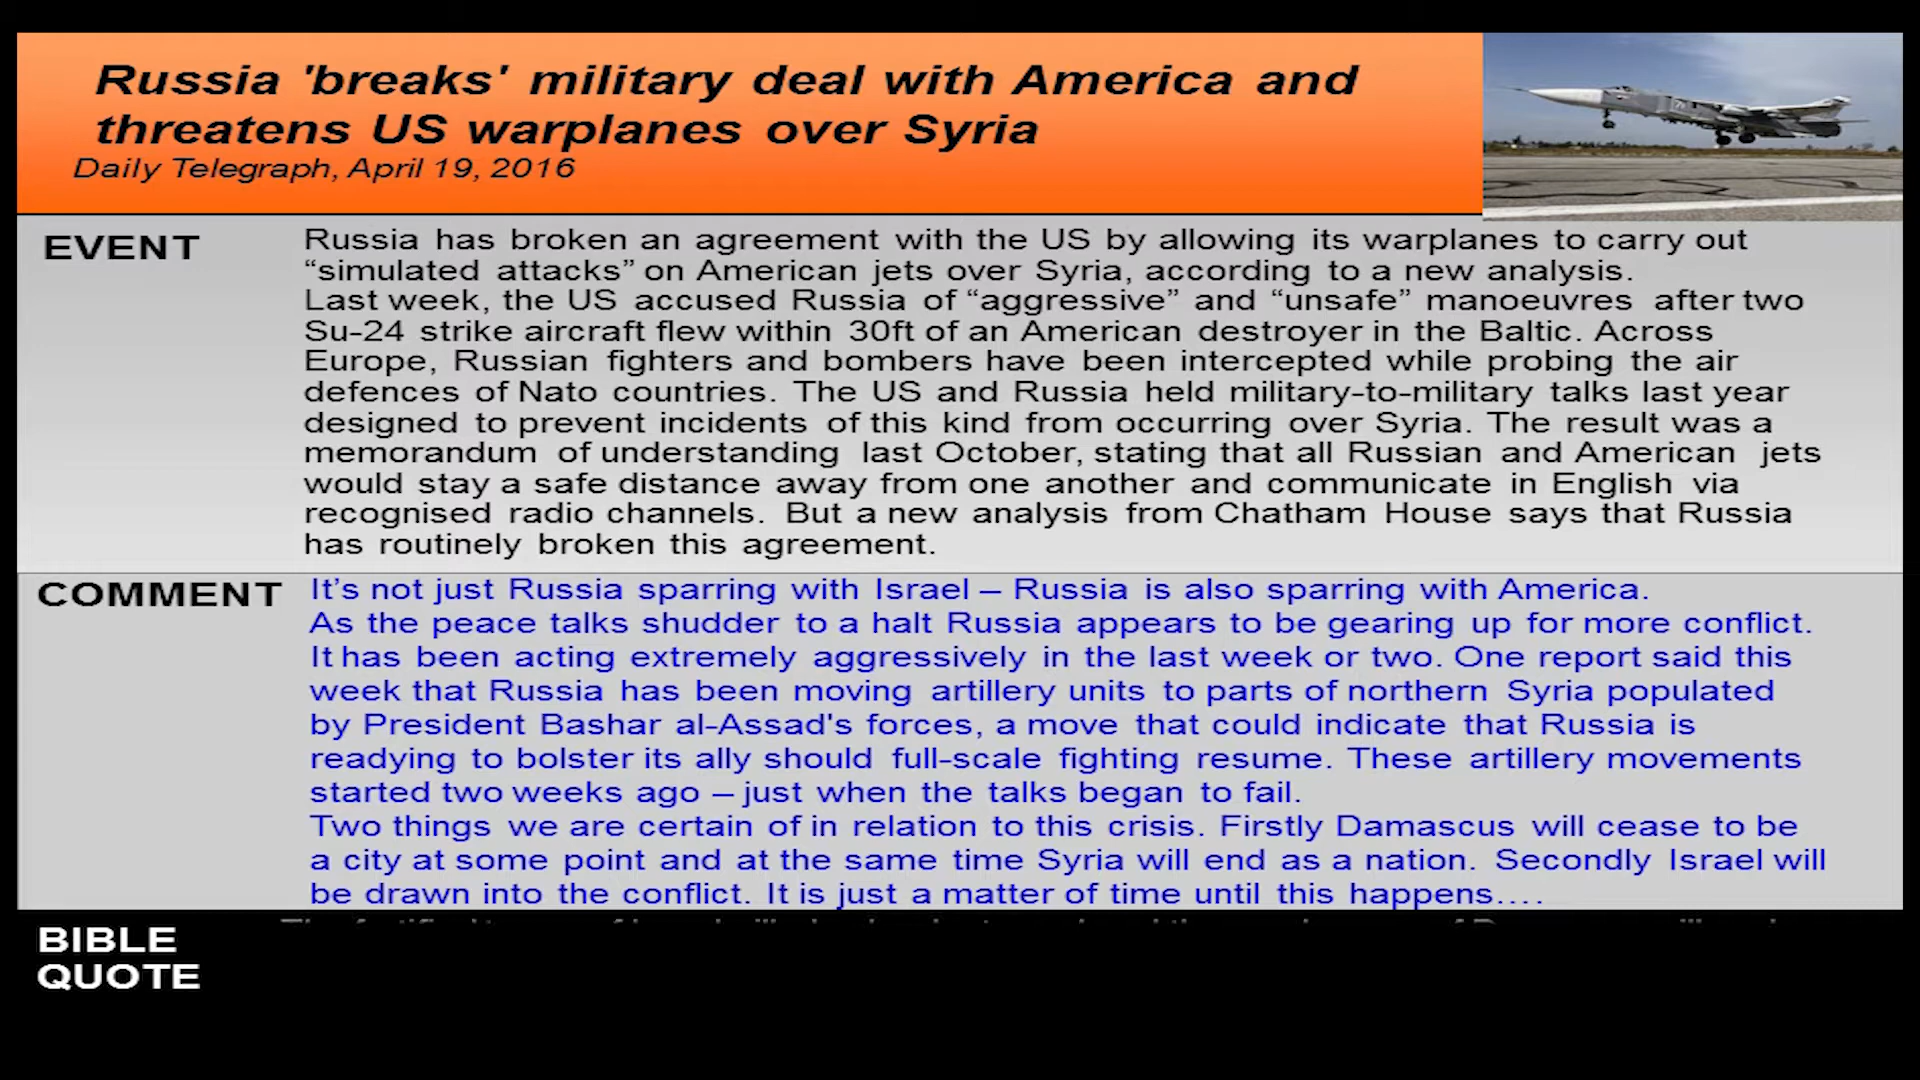 Russia 'breaks' military deal with America and
threatens US warplanes over Syria
Daily Telegraph, April 19, 2016
EVENT
Russia has broken an agreement with the US by allowing its warplanes to carry out
“simulated attacks” on American jets over Syria, according to a new analysis.
Last week, the US accused Russia of “aggressive” and “unsafe” manoeuvres after two
Su-24 strike aircraft flew within 30ft of an American destroyer in the Baltic. Across
Europe, Russian fighters and bombers have been intercepted while probing the air
defences of Nato countries. The US and Russia held military-to-military talks last year
designed to prevent incidents of this kind from occurring over Syria. The result was a
memorandum of understanding last October, stating that all Russian and American jets
would stay a safe distance away from one another and communicate in English via
recognised radio channels. But a new analysis from Chatham House says that Russia
has routinely broken this agreement.
COMMENT
It’s not just Russia sparring with Israel – Russia is also sparring with America.
As the peace talks shudder to a halt Russia appears to be gearing up for more conflict.
It has been acting extremely aggressively in the last week or two. One report said this
week that Russia has been moving artillery units to parts of northern Syria populated
by President Bashar al-Assad's forces, a move that could indicate that Russia is
readying to bolster its ally should full-scale fighting resume. These artillery movements
started two weeks ago – just when the talks began to fail.
Two things we are certain of in relation to this crisis. Firstly Damascus will cease to be
a city at some point and at the same time Syria will end as a nation. Secondly Israel will
be drawn into the conflict. It is just a matter of time until this happens….
BIBLE
QUOTE